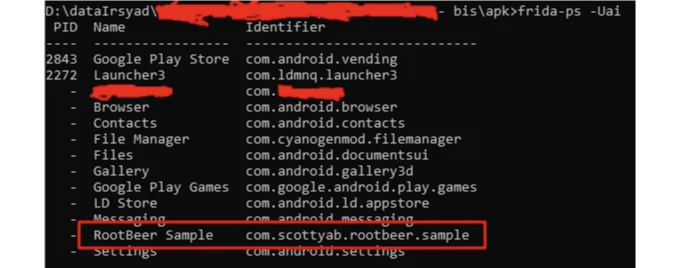 D:\dataIrsyad\ - bis\apk>frida-ps -Uai
PID Name Identifier
---- ----------------- -----------------------------
2843 Google Play Store com.android.vending
2272 Launcher3 com.ldmnq.launcher3
- com.
- Browser com.android.browser
- Contacts com.android.contacts
- File Manager com.cyanogenmod.filemanager
- Files com.android.documentsui
- Gallery com.android.gallery3d
- Google Play Games com.google.android.play.games
- LD Store com.android.ld.appstore
- Messaging com.android.messaging
- RootBeer Sample com.scottyab.rootbeer.sample
- Settings com.android.settings